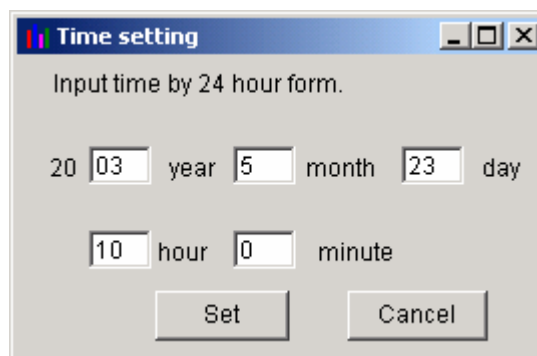 Time setting
Input time by 24 hour form.
20 03 year 5 month 23 day
10 hour 0 minute
Set Cancel